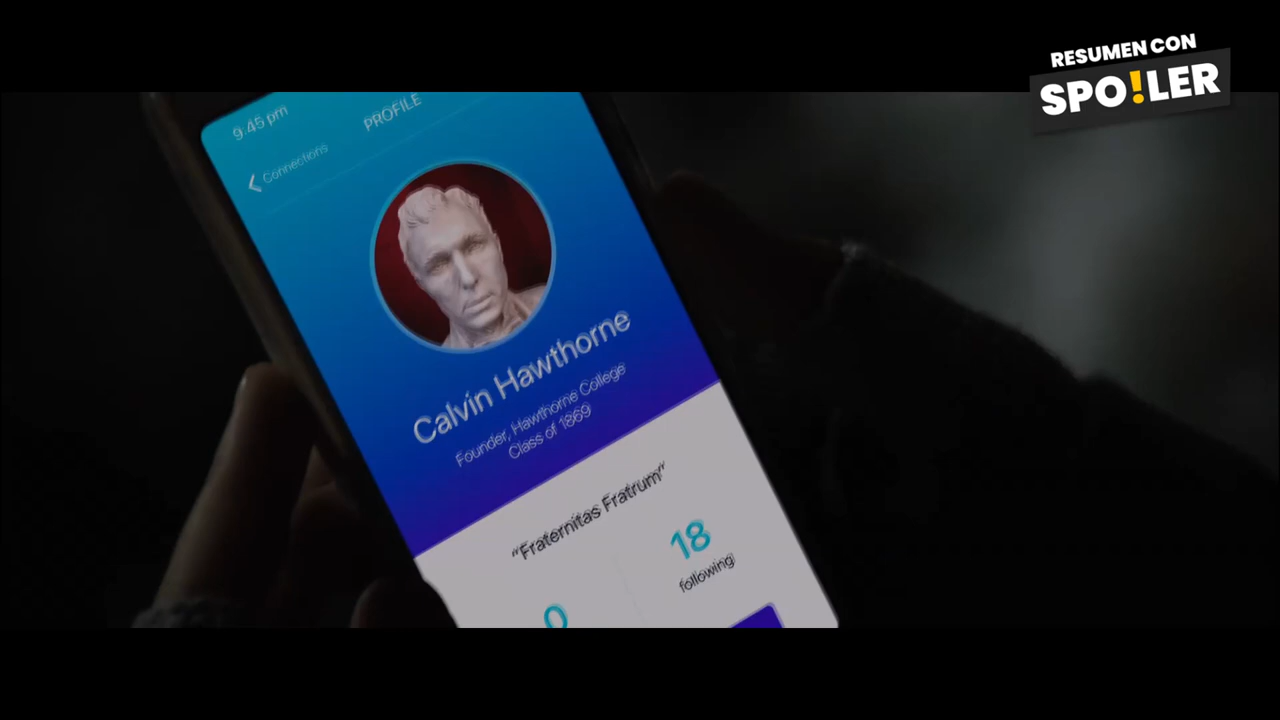 RESUMEN CON
SPO!LER
9:45 pm
PROFILE
Connections
Calvin Hawthorne
Founder, Hawthorne College
Class of 1869
“Fraternitas Fratrum”
18
following
0